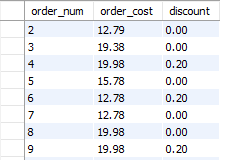 order_num order_cost discount
2 12.79 0.00
3 19.38 0.00
4 19.98 0.20
5 15.78 0.00
6 12.78 0.20
7 12.78 0.00
8 19.98 0.00
9 19.98 0.20